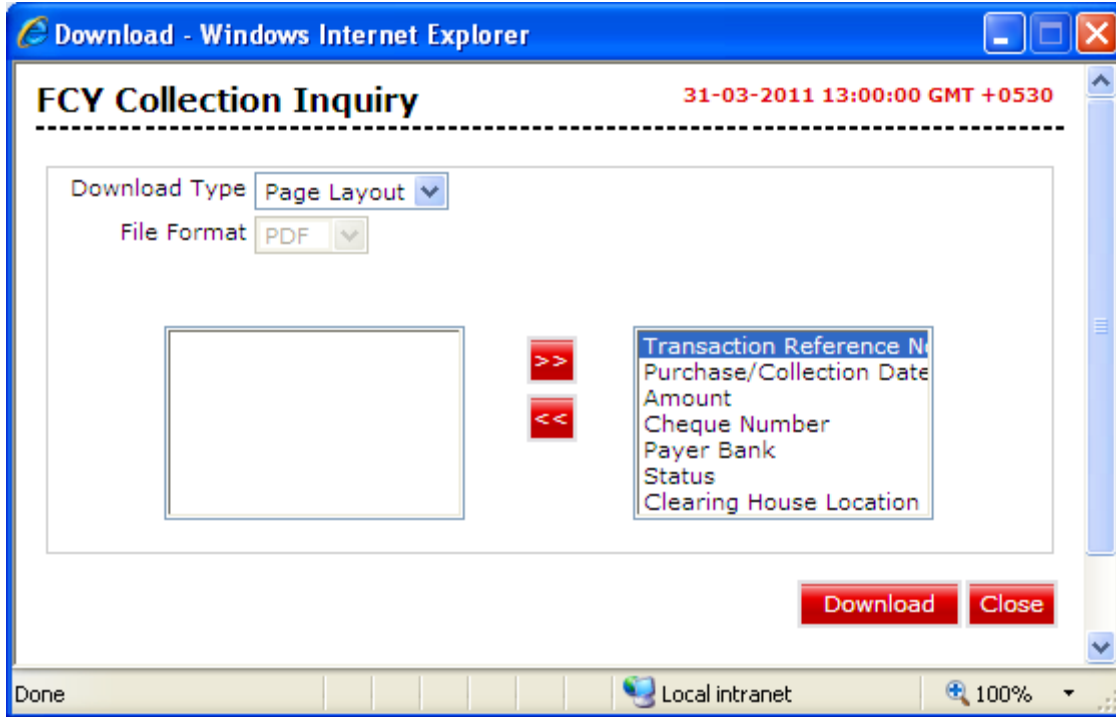 Download - Windows Internet Explorer
FCY Collection Inquiry
31-03-2011 13:00:00 GMT +0530
Download Type Page Layout
File Format PDF
>>
<<
Transaction Reference
Purchase/Collection Date
Amount
Cheque Number
Payer Bank
Status
Clearing House Location
Download Close
Done Local intranet 100%